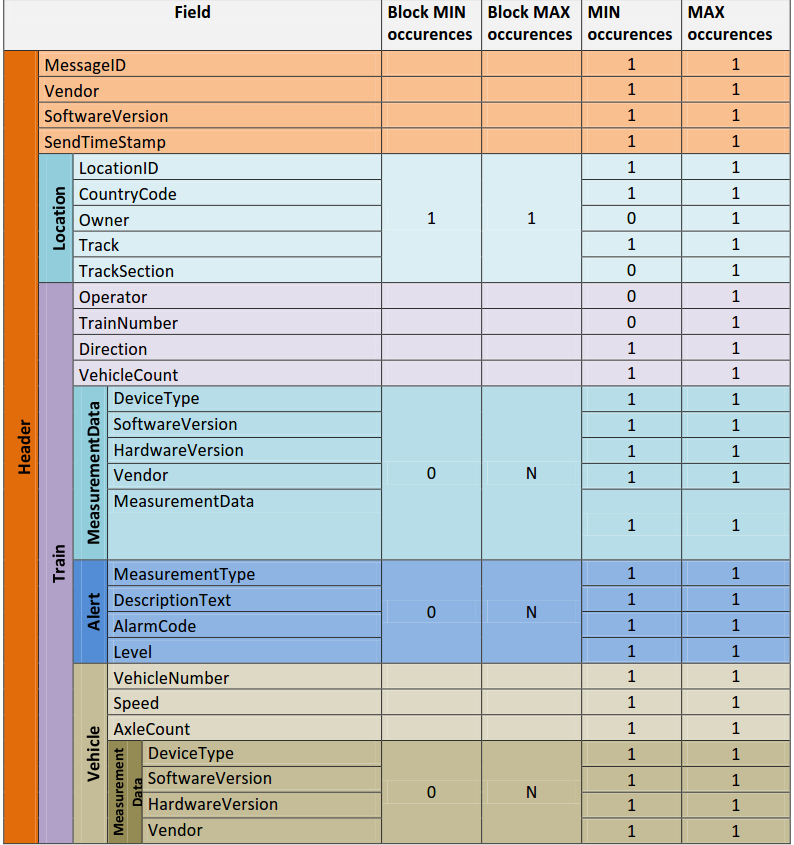 Field Block MIN occurences Block MAX occurences MIN occurences MAX occurences
Header
MessageID 1 1
Vendor 1 1
SoftwareVersion 1 1
SendTimeStamp 1 1
Location
LocationID 1 1
CountryCode 1 1
Owner 1 1 0 1
Track 1 1
TrackSection 0 1
Train
Operator 0 1
TrainNumber 0 1
Direction 1 1
VehicleCount 1 1
MeasurementData
DeviceType 1 1
SoftwareVersion 1 1
HardwareVersion 1 1
Vendor 0 N 1 1
MeasurementData 1 1
Alert
MeasurementType 1 1
DescriptionText 0 N 1 1
AlarmCode 1 1
Level 1 1
Vehicle
VehicleNumber 1 1
Speed 1 1
AxleCount 1 1
Measurement
Data
DeviceType 1 1
SoftwareVersion 0 N 1 1
HardwareVersion 1 1
Vendor 1 1